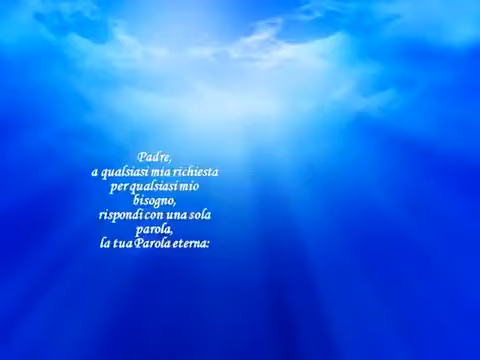 Padre,
a qualsiasi mia richiesta
per qualsiasi mio
bisogno,
rispondi con una sola
parola,
la tua Parola eterna: